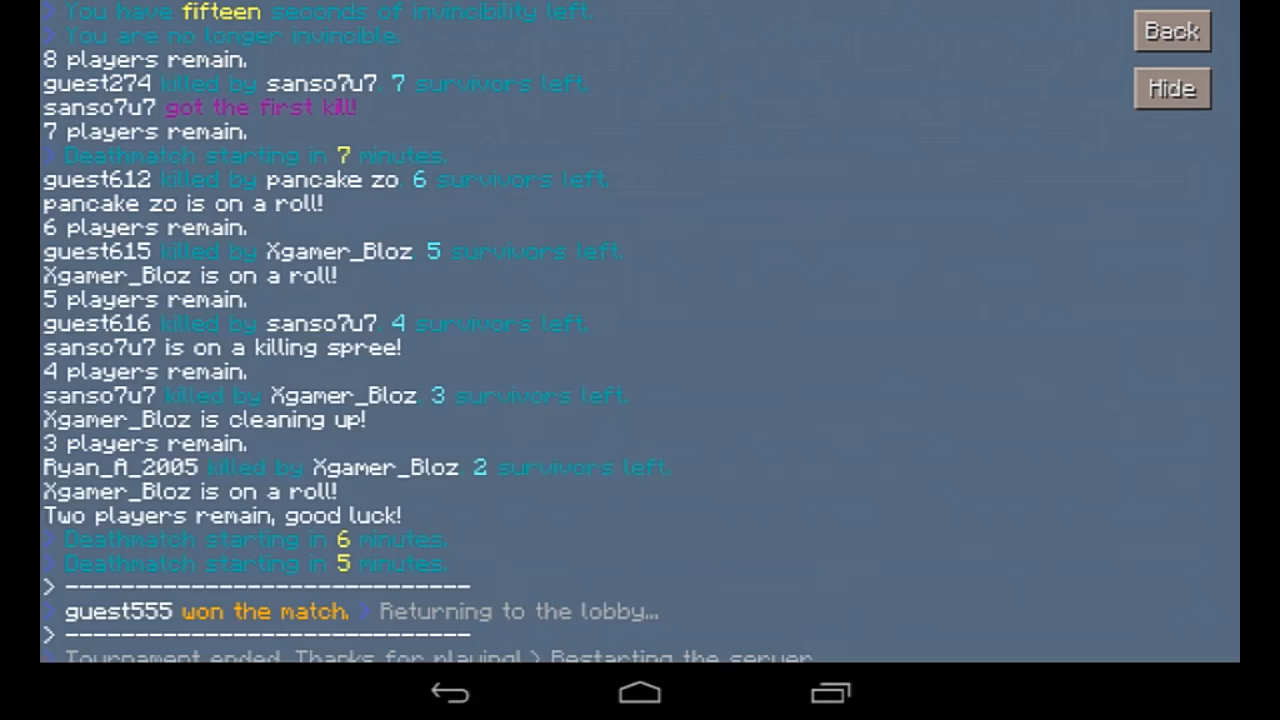 > You have fifteen seconds of invincibility left.
> You are no longer invincible.
8 players remain.
guest274 killed by sanso7u7. 7 survivors left.
sanso7u7 got the first kill!
7 players remain.
> Deathmatch starting in 7 minutes.
guest612 killed by pancake zo. 6 survivors left.
pancake zo is on a roll!
6 players remain.
guest615 killed by Xgamer_Bloz. 5 survivors left.
Xgamer_Bloz is on a roll!
5 players remain.
guest616 killed by sanso7u7. 4 survivors left.
sanso7u7 is on a killing spree!
4 players remain.
sanso7u7 killed by Xgamer_Bloz. 3 survivors left.
Xgamer_Bloz is cleaning up!
3 players remain.
Ryan_A_2005 killed by Xgamer_Bloz. 2 survivors left.
Xgamer_Bloz is on a roll!
Two players remain, good luck!
> Deathmatch starting in 6 minutes.
> Deathmatch starting in 5 minutes.
> -----------------------------
> guest555 won the match. > Returning to the lobby...
> -----------------------------
> Tournament ended. Thanks for playing! > Restarting the server
Back
Hide